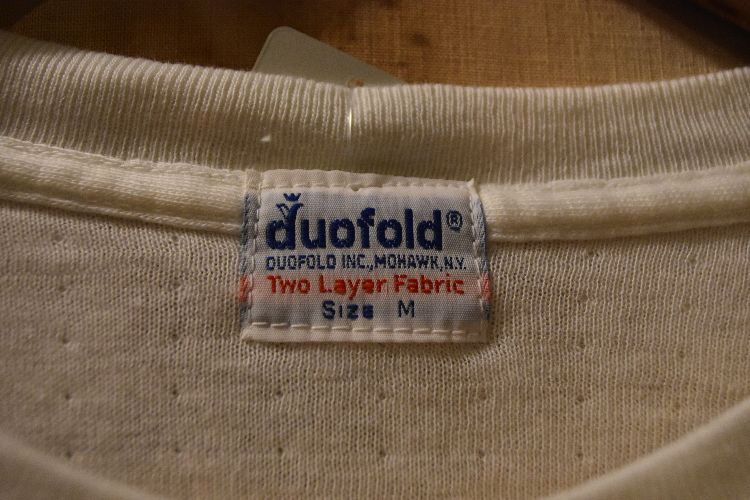 duofold®
DUOFOLD INC., MOHAWK, N.Y.
Two Layer Fabric
Size M